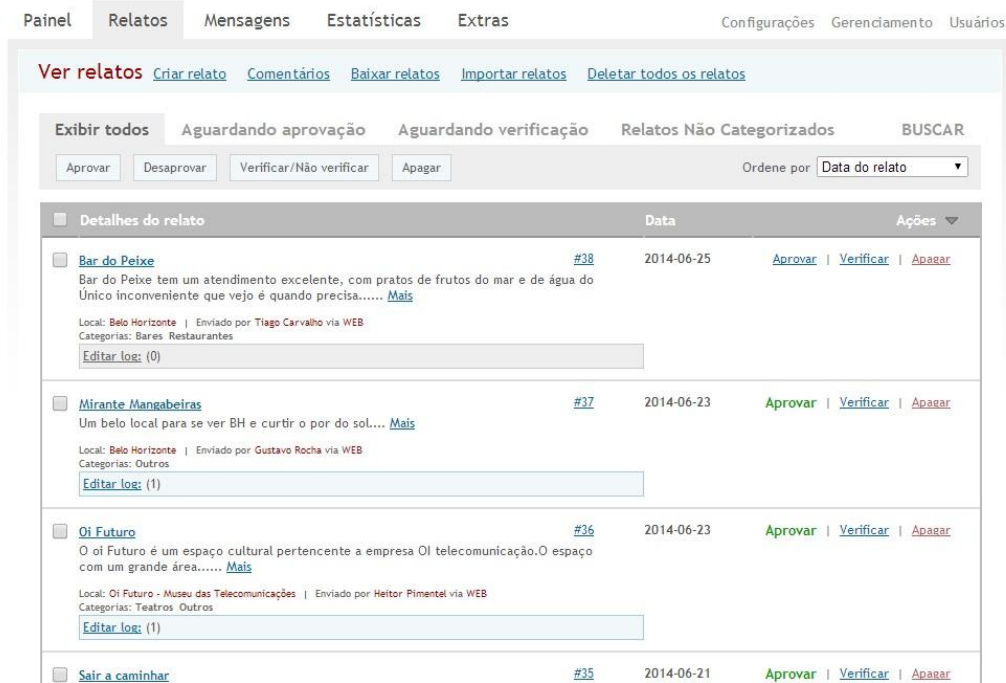 Painel Relatos Mensagens Estatísticas Extras Configurações Gerenciamento Usuários
Ver relatos Criar relato Comentários Baixar relatos Importar relatos Deletar todos os relatos
Exibir todos Aguardando aprovação Aguardando verificação Relatos Não Categorizados BUSCAR
Aprovar Desaprovar Verificar/Não verificar Apagar Ordene por Data do relato
Detalhes do relato Data Ações
Bar do Peixe #38 2014-06-25 Aprovar | Verificar | Apagar
Bar do Peixe tem um atendimento excelente, com pratos de frutos do mar e de água do
Único inconveniente que vejo é quando precisa...... Mais
Local: Belo Horizonte | Enviado por Tiago Carvalho via WEB
Categorias: Bares Restaurantes
Editar log: (0)
Mirante Mangabeiras #37 2014-06-23 Aprovar | Verificar | Apagar
Um belo local para se ver BH e curtir o por do sol.... Mais
Local: Belo Horizonte | Enviado por Gustavo Rocha via WEB
Categorias: Outros
Editar log: (1)
Oi Futuro #36 2014-06-23 Aprovar | Verificar | Apagar
O oi Futuro é um espaço cultural pertencente a empresa OI telecomunicação.O espaço
com um grande área...... Mais
Local: Oi Futuro - Museu das Telecomunicações | Enviado por Heitor Pimentel via WEB
Categorias: Teatros Outros
Editar log: (1)
Sair a caminhar #35 2014-06-21 Aprovar | Verificar | Apagar